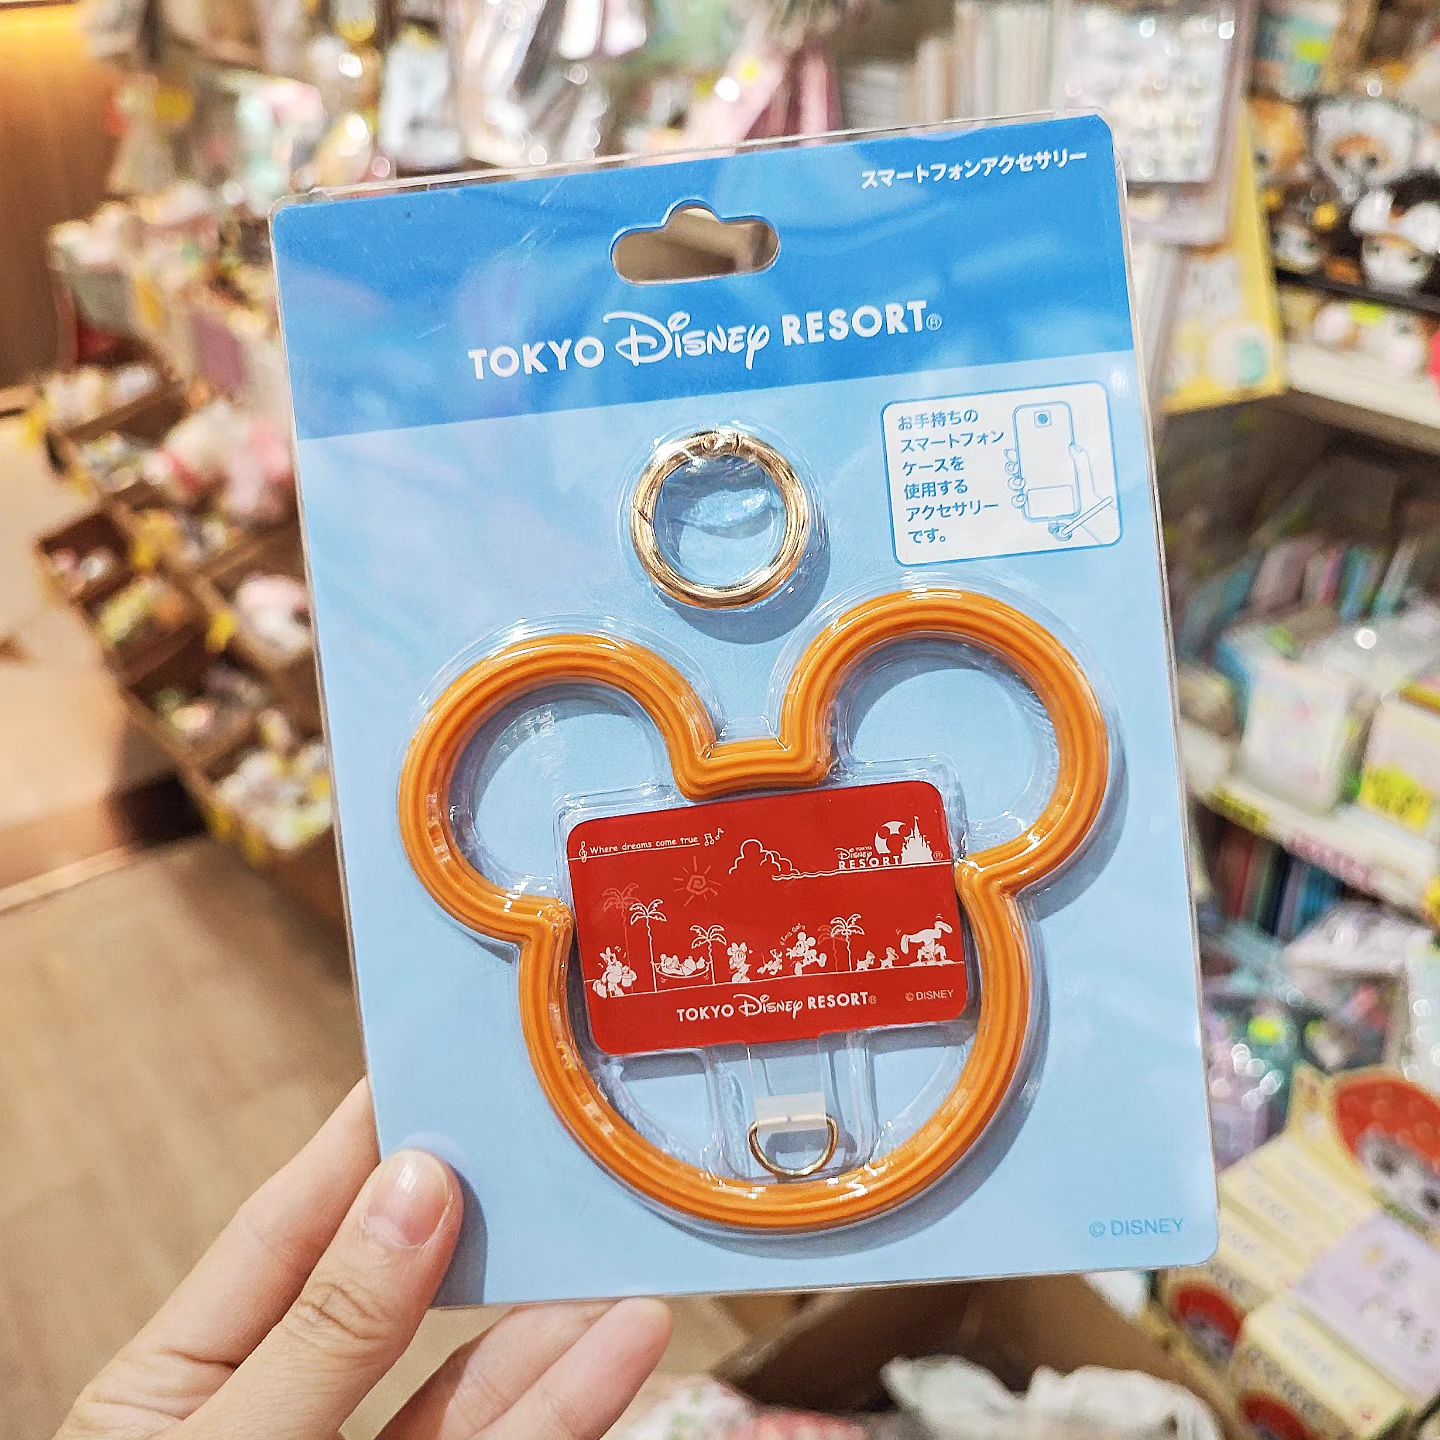 スマートフォンアクセサリー
TOKYO Disney RESORT®
お手持ちの
スマートフォン
ケースを
使用する
アクセサリー
です。
Where dreams come true
TOKYO
Disney
RESORT®
TOKYO Disney RESORT®
© DISNEY
© DISNEY